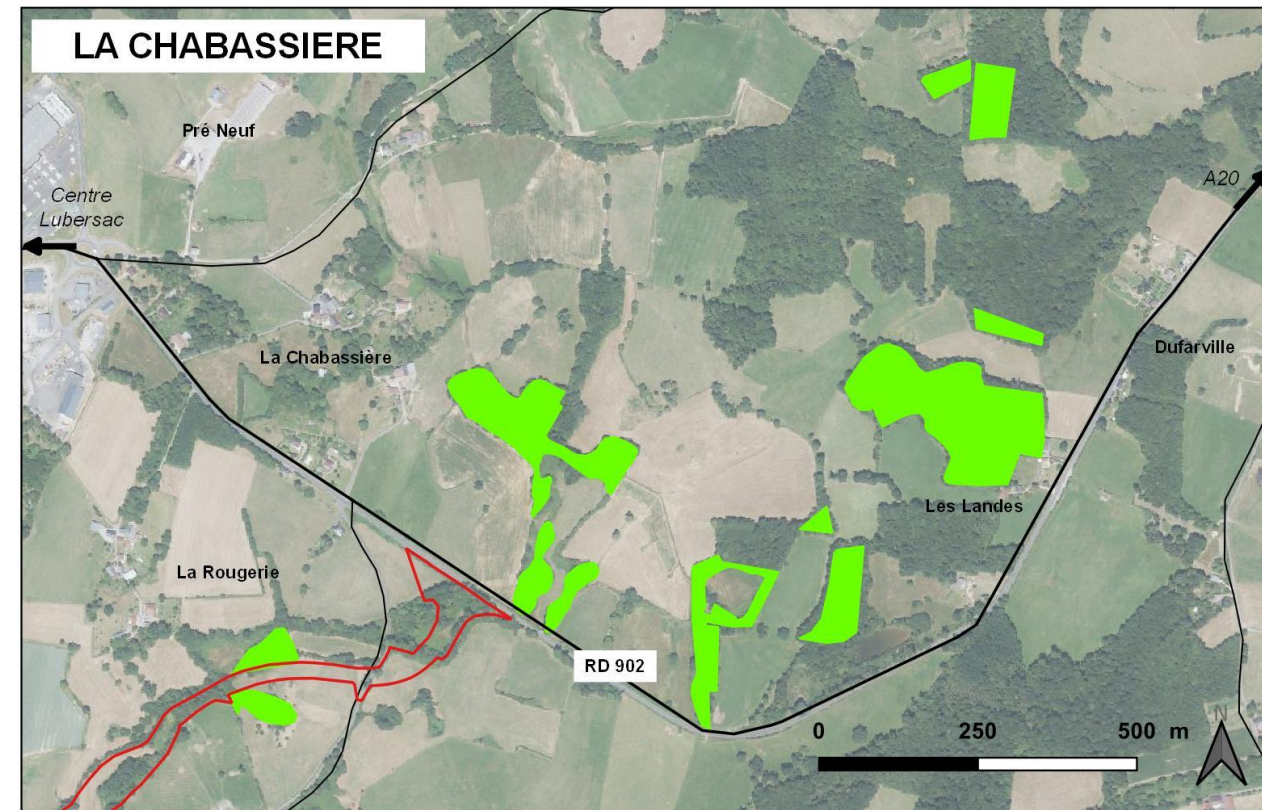 LA CHABASSIERE
Pré Neuf
Centre
Lubersac
A20
La Chabassière
Dufarville
Les Landes
La Rougerie
RD 902
0 250 500 m
N